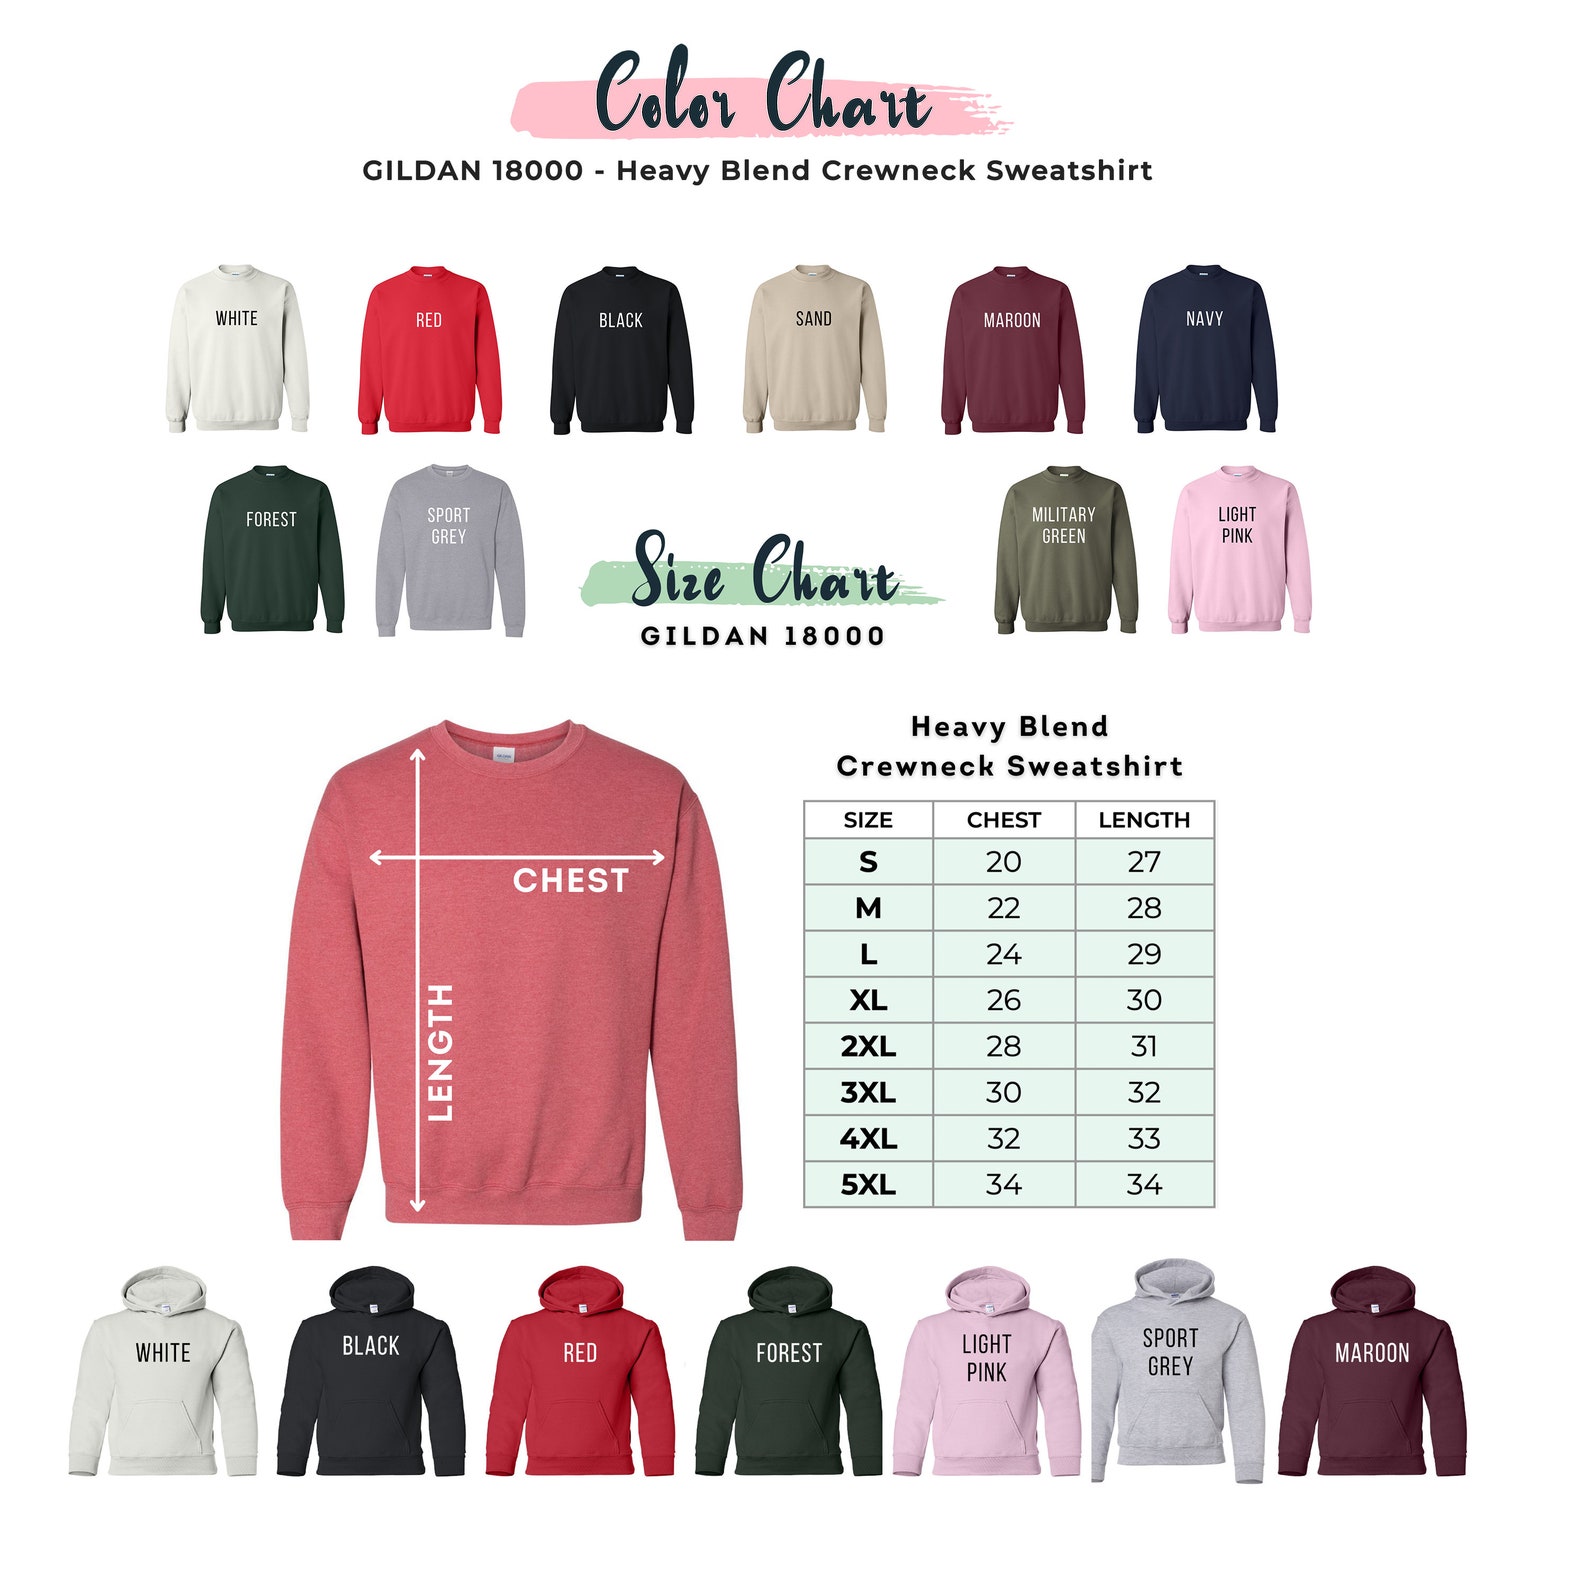 Color Chart
GILDAN 18000 - Heavy Blend Crewneck Sweatshirt
WHITE
RED
BLACK
SAND
MAROON
NAVY
FOREST
SPORT
GREY
MILITARY
GREEN
LIGHT
PINK
Size Chart
GILDAN 18000
Heavy Blend
Crewneck Sweatshirt
CHEST
LENGTH
SIZE CHEST LENGTH
S 20 27
M 22 28
L 24 29
XL 26 30
2XL 28 31
3XL 30 32
4XL 32 33
5XL 34 34
WHITE
BLACK
RED
FOREST
LIGHT
PINK
SPORT
GREY
MAROON